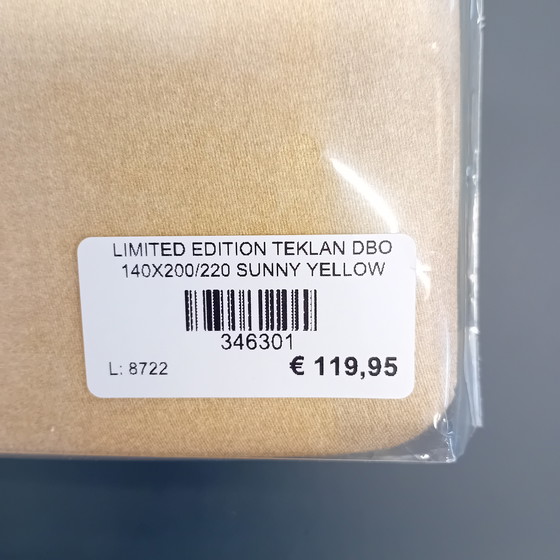 LIMITED EDITION TEKLAN DBO
140X200/220 SUNNY YELLOW
346301
L: 8722 € 119,95